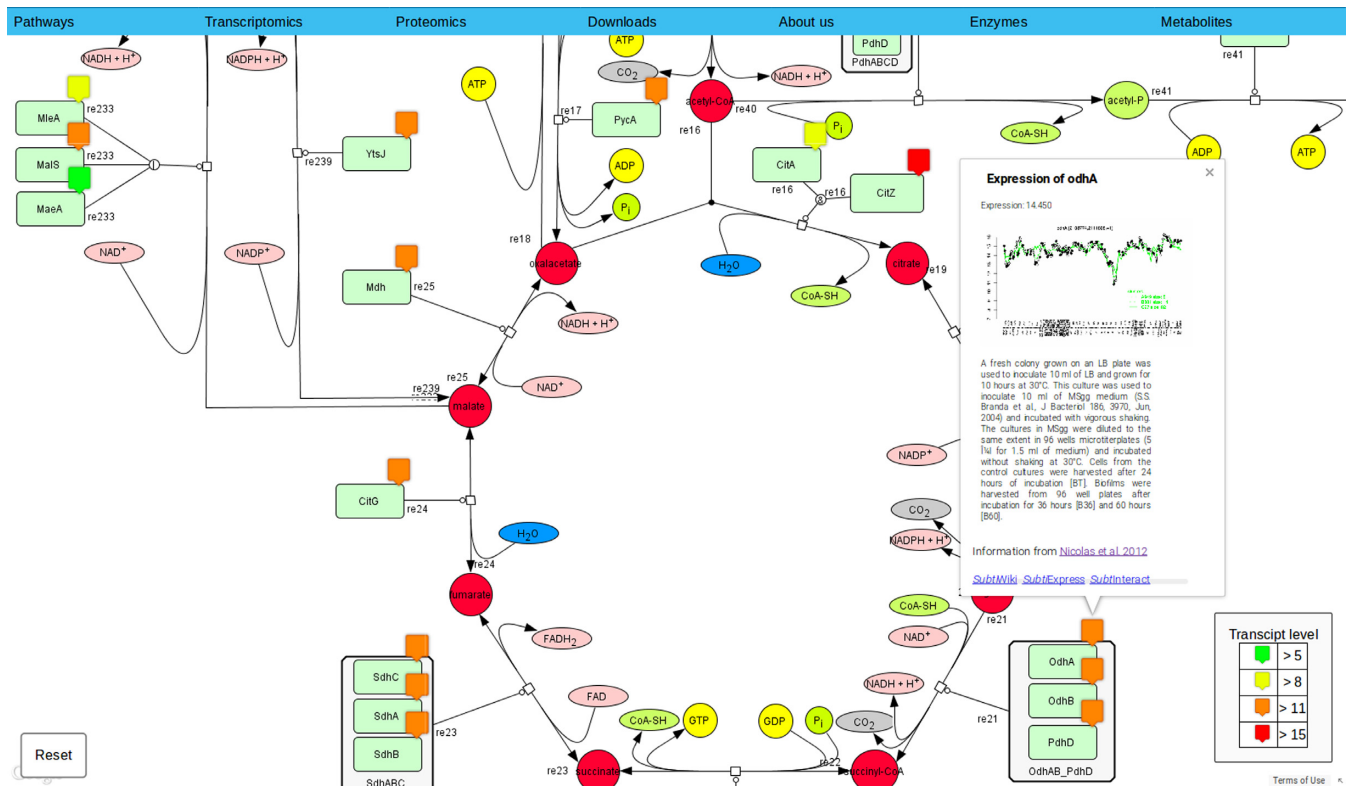 Pathways Transcriptomics Proteomics Downloads About us Enzymes Metabolites
NADH + H+
NADPH + H+
ATP
ATP
CO2
NADH + H+
PdhD
PdhABCD
re41
MleA
re233
MalS
re233
MaeA
re233
YtsJ
re239
re17
PycA
acetyl-CoA
re40
re16
Pi
acetyl-P
re41
CoA-SH
ADP
ATP
CitA
re16
re16
CitZ
ADP
Pi
NAD+
NADP+
re18
oxalacetate
H2O
citrate
re19
CoA-SH
Mdh
re25
NADH + H+
re25
NAD+
re239
malate
NADP+
CitG
re24
H2O
re24
CO2
NADPH + H+
fumarate
CoA-SH
NAD+
re21
FADH2
SdhC
SdhA
SdhB
SdhABC
re23
FAD
NADH + H+
CO2
re21
OdhA
OdhB
PdhD
OdhAB_PdhD
CoA-SH
GTP
GDP
Pi
re23
succinate
re22
succinyl-CoA
Expression of odhA
×
Expression: 14.450
A fresh colony grown on an LB plate was
used to inoculate 10 ml of LB and grown for
10 hours at 30°C. This culture was used to
inoculate 10 ml of MSgg medium (S.S.
Branda et al., J Bacteriol 186, 3970, Jun,
2004) and incubated with vigorous shaking.
The cultures in MSgg were diluted to the
same extent in 96 wells microtiterplates (5
Î¼l for 1.5 ml of medium) and incubated
without shaking at 30°C. Cells from the
control cultures were harvested after 24
hours of incubation [BT]. Biofilms were
harvested from 96 well plates after
incubation for 36 hours [B36] and 60 hours
[B60].
Information from Nicolas et al. 2012
SubtiWiki SubtiExpress SubtInteract
Transcipt level
> 5
> 8
> 11
> 15
Reset
Terms of Use